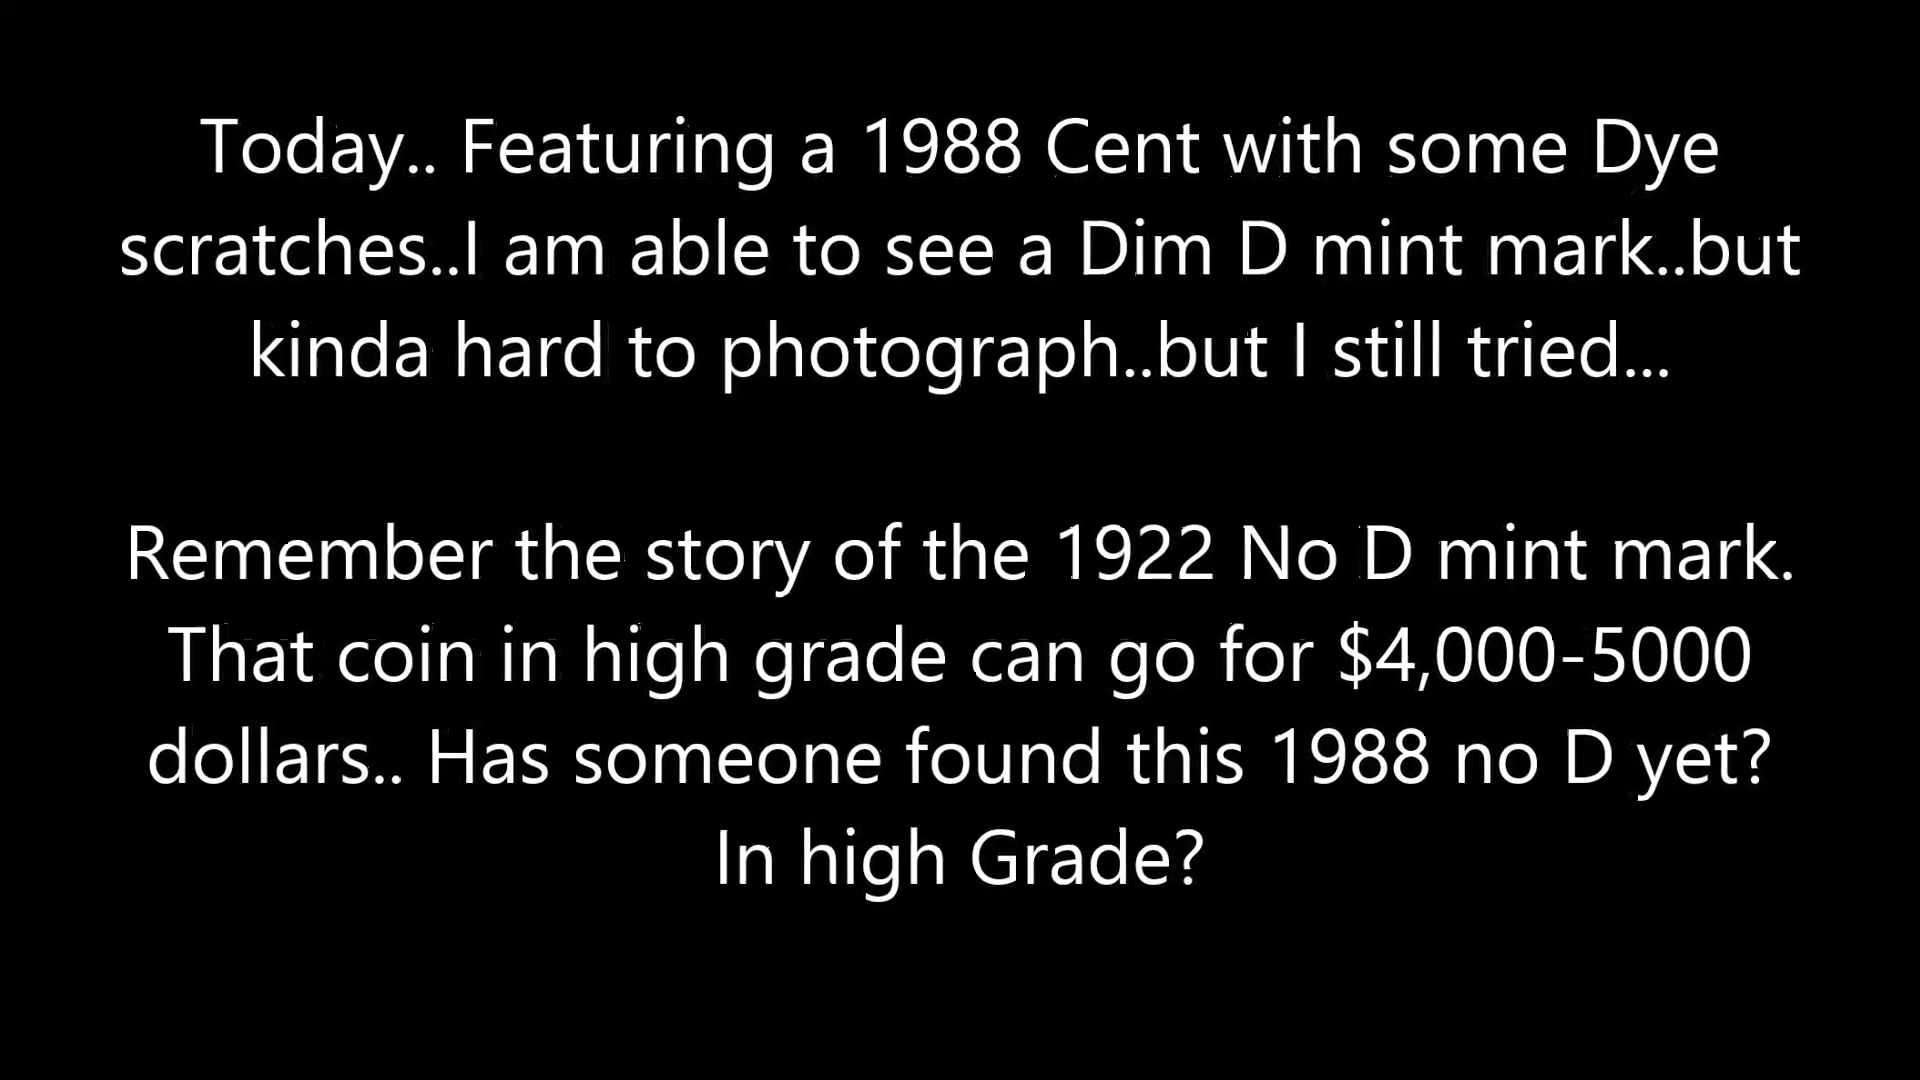 Today.. Featuring a 1988 Cent with some Dye
scratches..I am able to see a Dim D mint mark..but
kinda hard to photograph..but I still tried...
Remember the story of the 1922 No D mint mark.
That coin in high grade can go for $4,000-5000
dollars.. Has someone found this 1988 no D yet?
In high Grade?